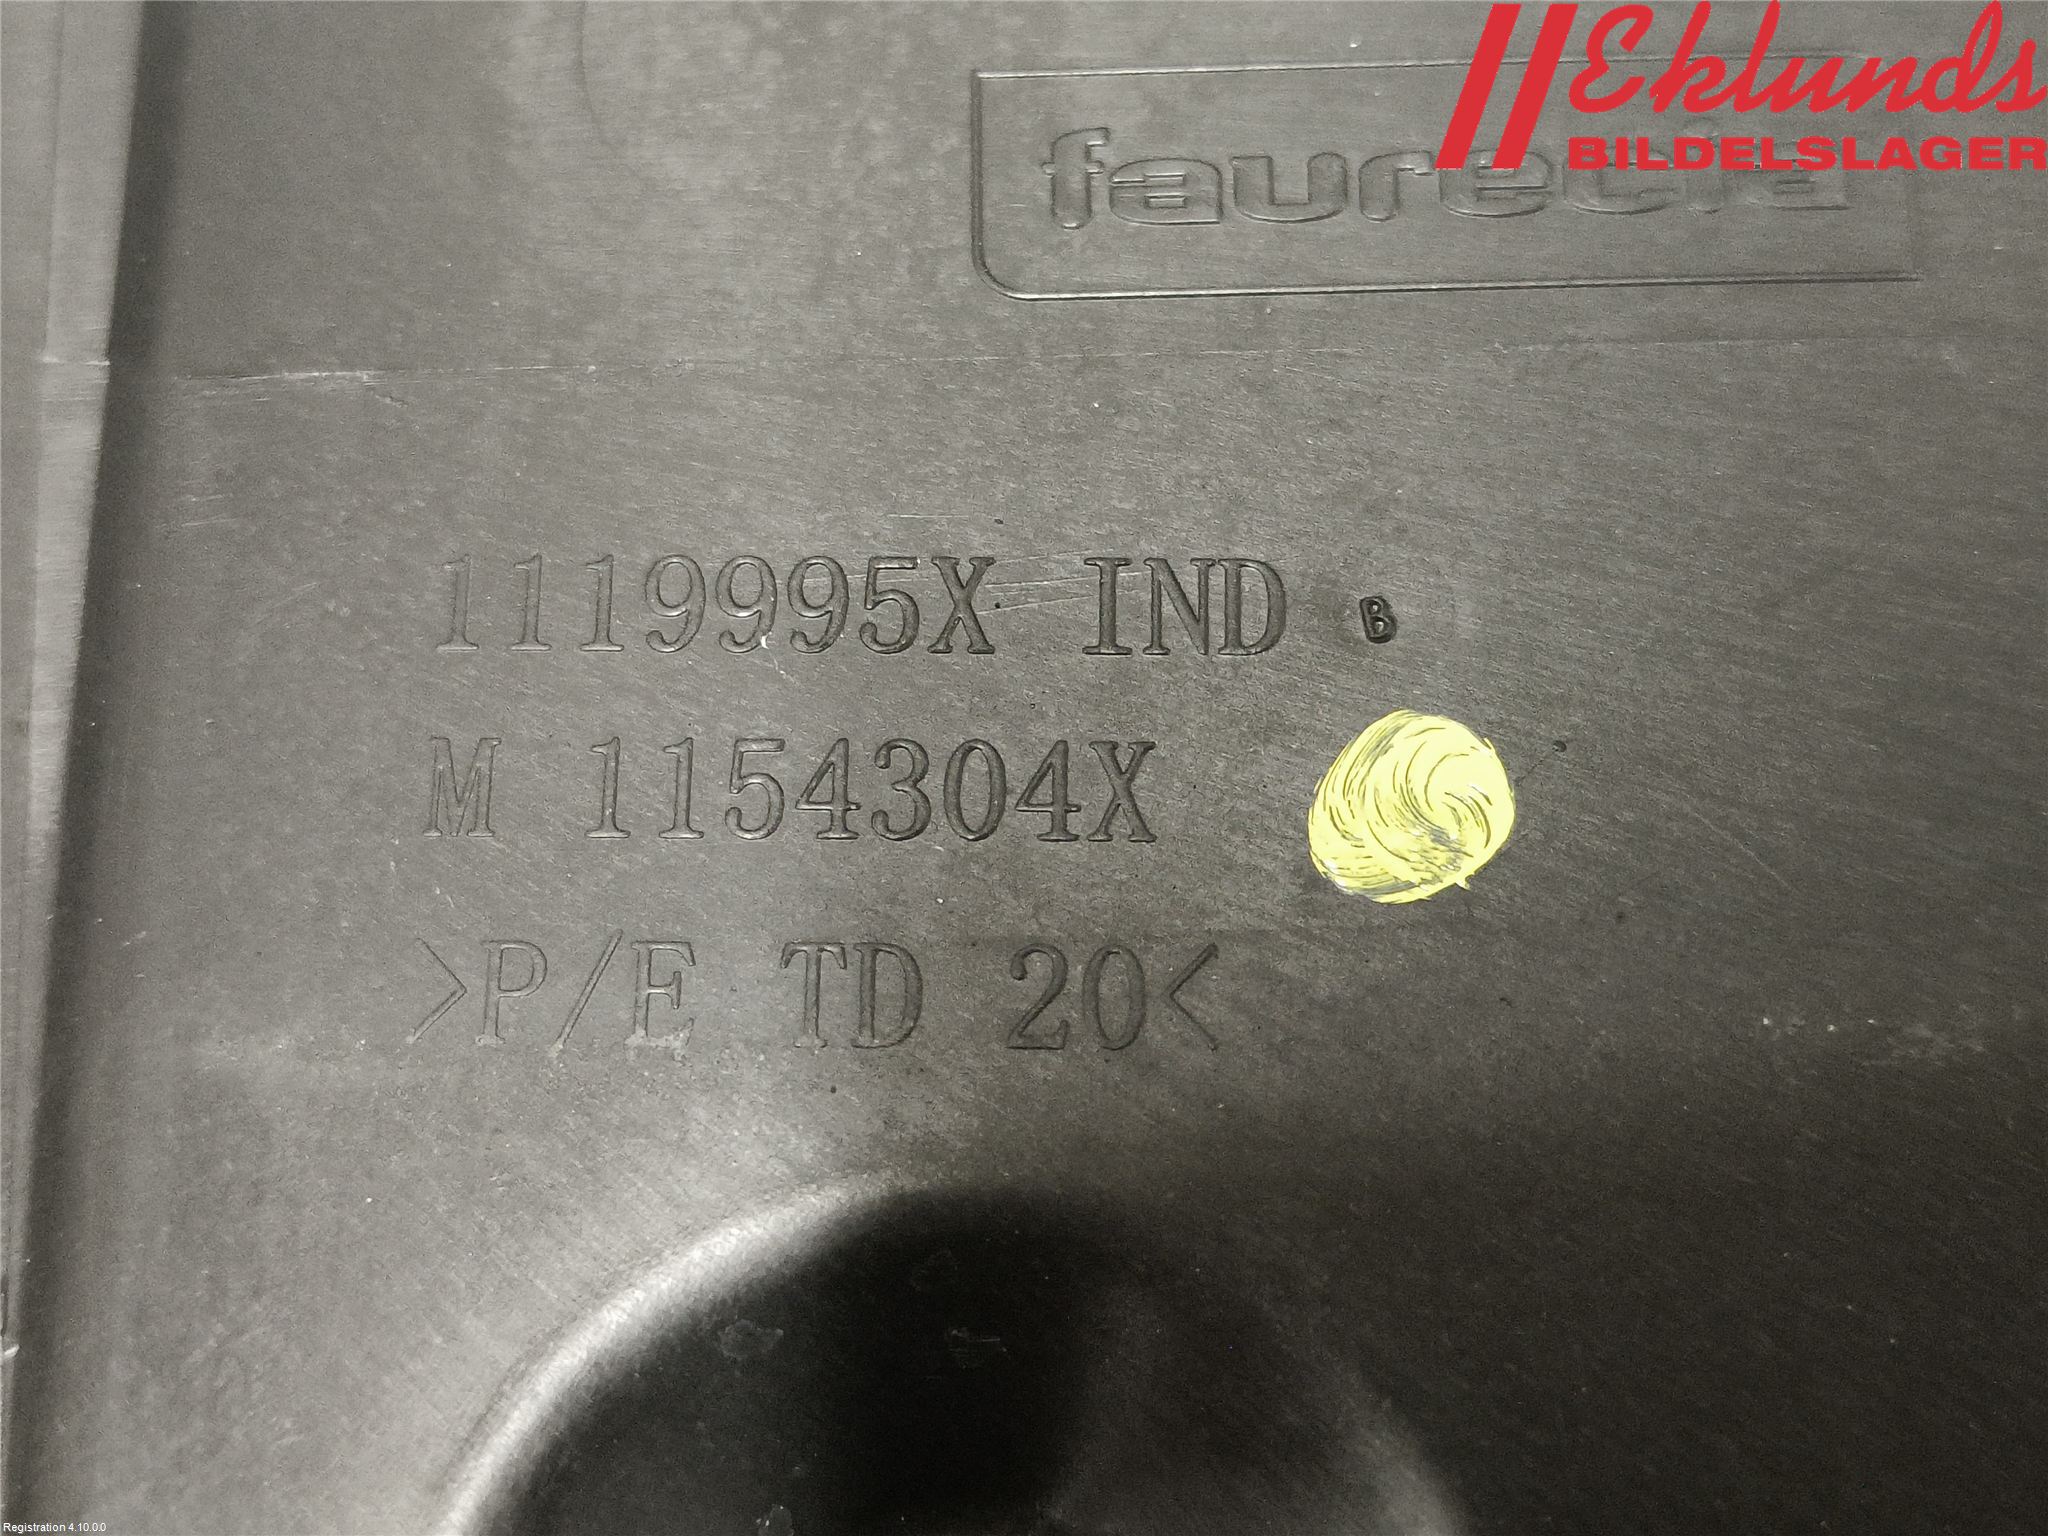 Eklunds
BILDELSLAGER
faurecia
1119995X IND B
M 1154304X
>P/E TD 20<
Registration 4.10.0.0